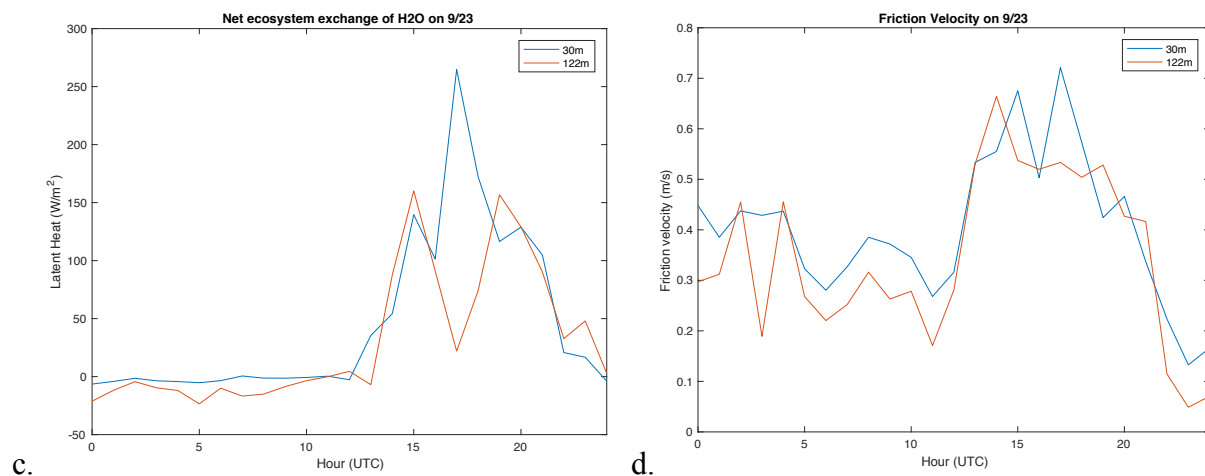 Net ecosystem exchange of H2O on 9/23
300
250
200
150
100
50
0
-50
Latent Heat (W/m²)
0 5 10 15 20
Hour (UTC)
30m
122m
c.
Friction Velocity on 9/23
0.8
0.7
0.6
0.5
0.4
0.3
0.2
0.1
0
Friction velocity (m/s)
0 5 10 15 20
Hour (UTC)
30m
122m
d.